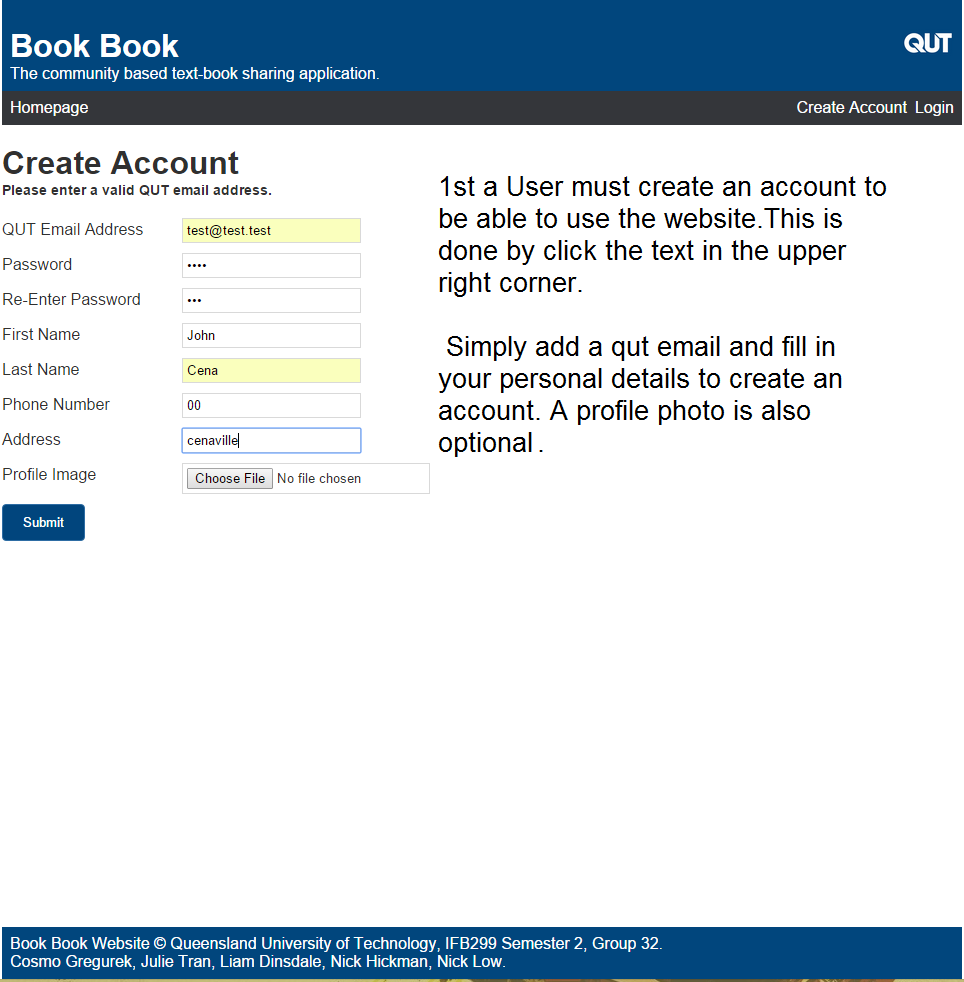 Book Book
QUT
The community based text-book sharing application.
Homepage
Create Account Login
Create Account
Please enter a valid QUT email address.
QUT Email Address test@test.test
Password ••••
Re-Enter Password •••
First Name John
Last Name Cena
Phone Number 00
Address cenaville
Profile Image Choose File No file chosen
Submit
1st a User must create an account to
be able to use the website.This is
done by click the text in the upper
right corner.
Simply add a qut email and fill in
your personal details to create an
account. A profile photo is also
optional .
Book Book Website © Queensland University of Technology, IFB299 Semester 2, Group 32.
Cosmo Gregurek, Julie Tran, Liam Dinsdale, Nick Hickman, Nick Low.